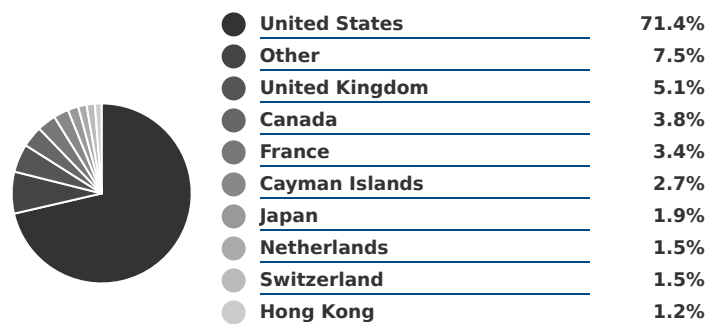 United States 71.4%
Other 7.5%
United Kingdom 5.1%
Canada 3.8%
France 3.4%
Cayman Islands 2.7%
Japan 1.9%
Netherlands 1.5%
Switzerland 1.5%
Hong Kong 1.2%